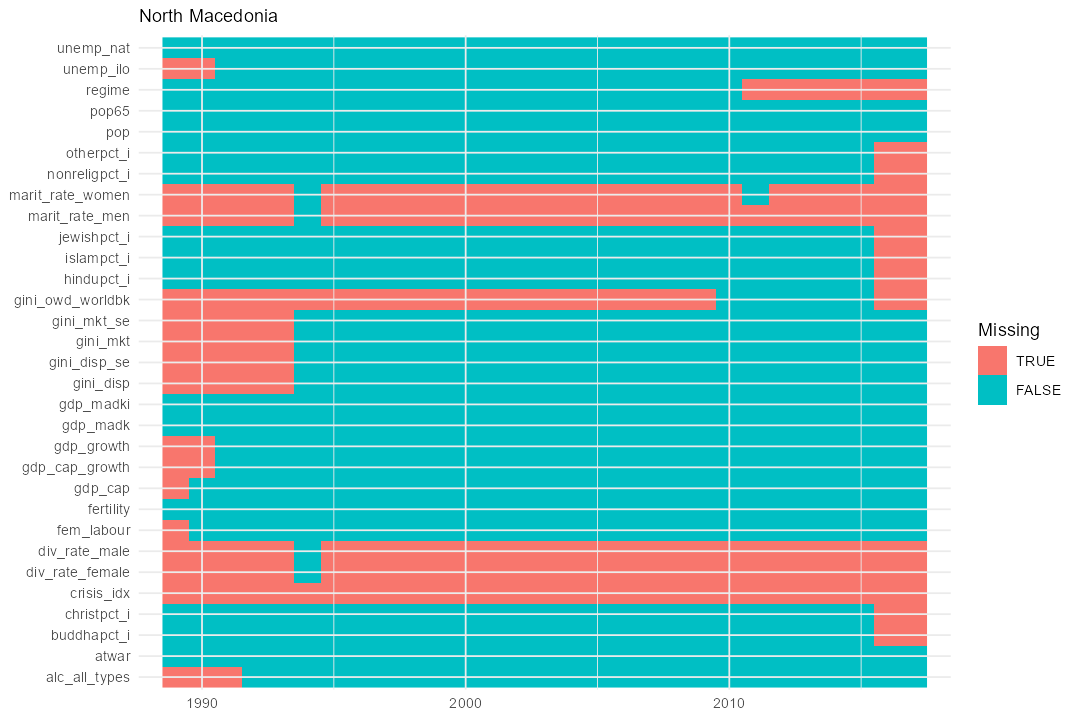 North Macedonia
unemp_nat
unemp_ilo
regime
pop65
pop
otherpct_i
nonreligpct_i
marit_rate_women
marit_rate_men
jewishpct_i
islampct_i
hindupct_i
gini_owd_worldbk
gini_mkt_se
gini_mkt
gini_disp_se
gini_disp
gdp_madki
gdp_madk
gdp_growth
gdp_cap_growth
gdp_cap
fertility
fem_labour
div_rate_male
div_rate_female
crisis_idx
christpct_i
buddhapct_i
atwar
alc_all_types
1990 2000 2010
Missing
TRUE
FALSE